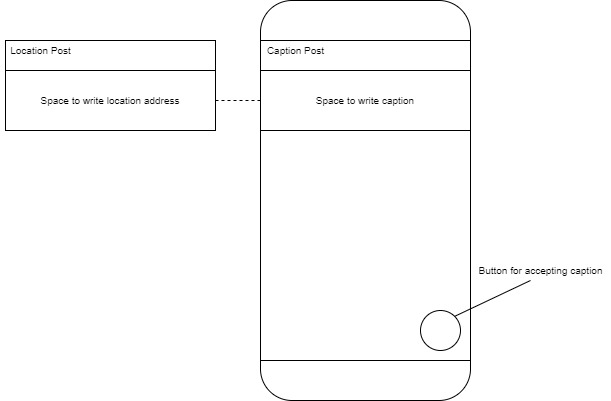 Location Post
Caption Post
Space to write location address
Space to write caption
Button for accepting caption